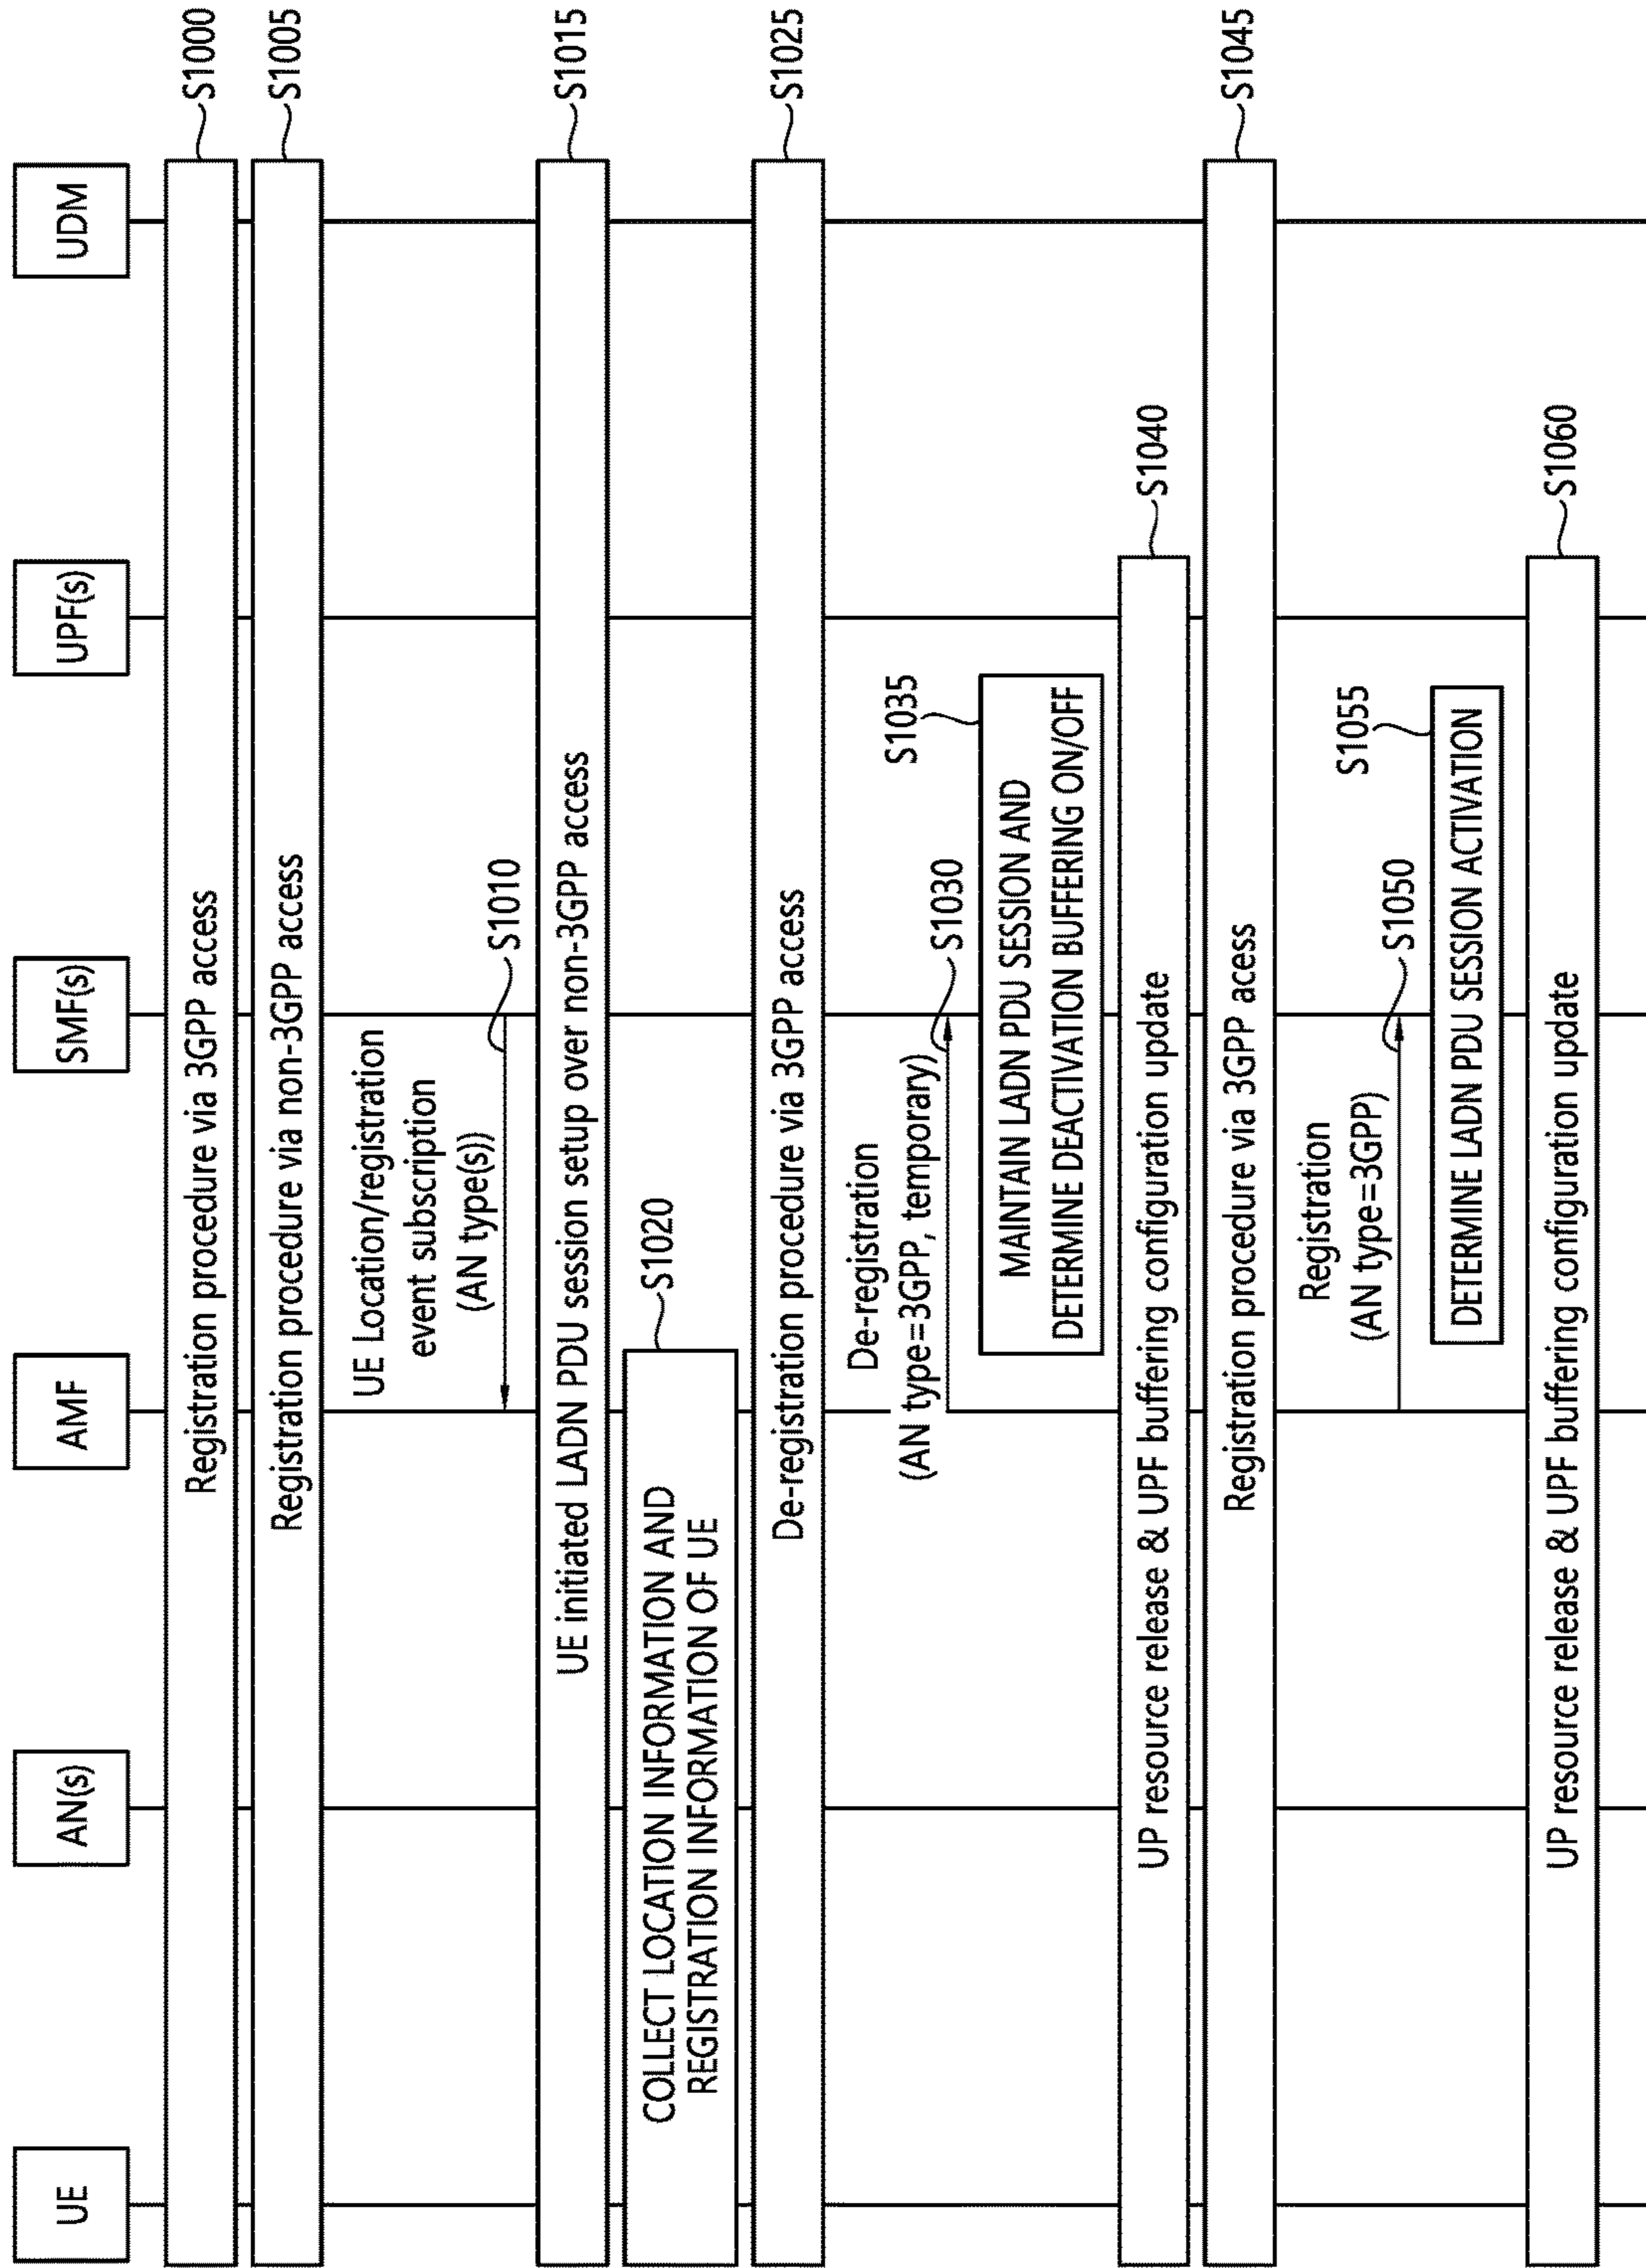 UE
AN(s)
AMF
SMF(s)
UPF(s)
UDM
Registration procedure via 3GPP access
S1000
Registration procedure via non-3GPP access
S1005
UE Location/registration
event subscription
(AN type(s))
S1010
UE initiated LADN PDU session setup over non-3GPP access
S1015
COLLECT LOCATION INFORMATION AND
REGISTRATION INFORMATION OF UE
S1020
De-registration procedure via 3GPP access
S1025
De-registration
(AN type=3GPP, temporary)
S1030
S1035
MAINTAIN LADN PDU SESSION AND
DETERMINE DEACTIVATION BUFFERING ON/OFF
UP resource release & UPF buffering configuration update
S1040
Registration procedure via 3GPP acess
S1045
Registration
(AN type=3GPP)
S1050
S1055
DETERMINE LADN PDU SESSION ACTIVATION
UP resource release & UPF buffering configuration update
S1060